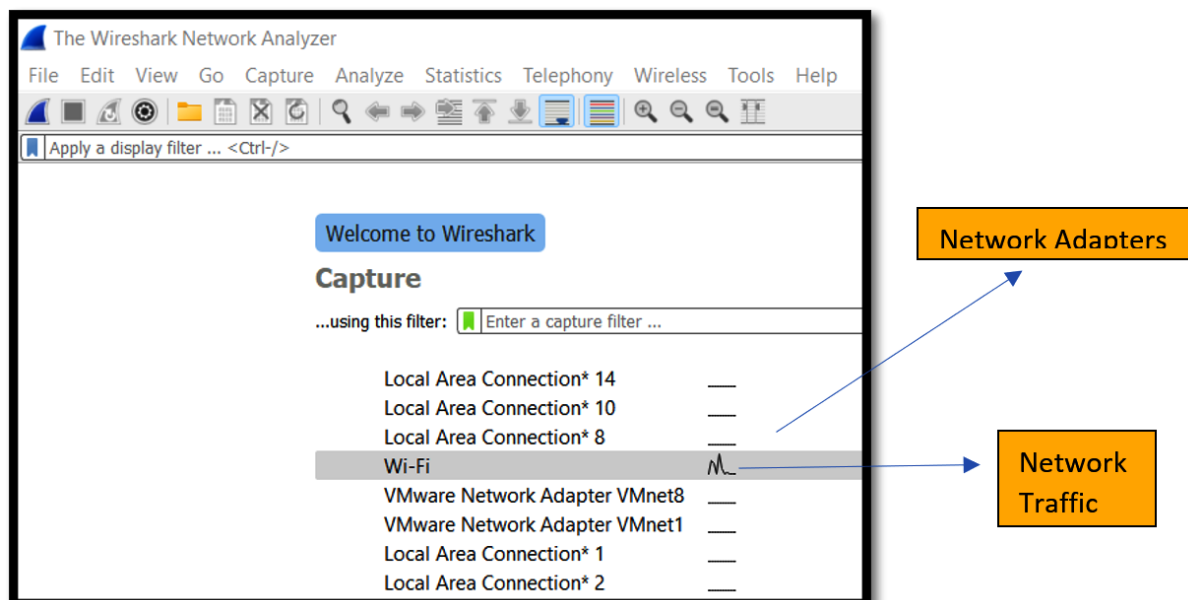 The Wireshark Network Analyzer
File Edit View Go Capture Analyze Statistics Telephony Wireless Tools Help
Apply a display filter ... <Ctrl-/>
Welcome to Wireshark
Capture
...using this filter: Enter a capture filter ...
Local Area Connection* 14
Local Area Connection* 10
Local Area Connection* 8
Wi-Fi
VMware Network Adapter VMnet8
VMware Network Adapter VMnet1
Local Area Connection* 1
Local Area Connection* 2
Network Adapters
Network
Traffic